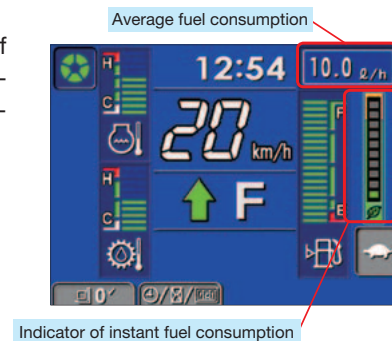 Average fuel consumption
f
-
-
H
C
12:54
10.0 ℓ/h
20 km/h
F
E
H
C
F
0
Indicator of instant fuel consumption